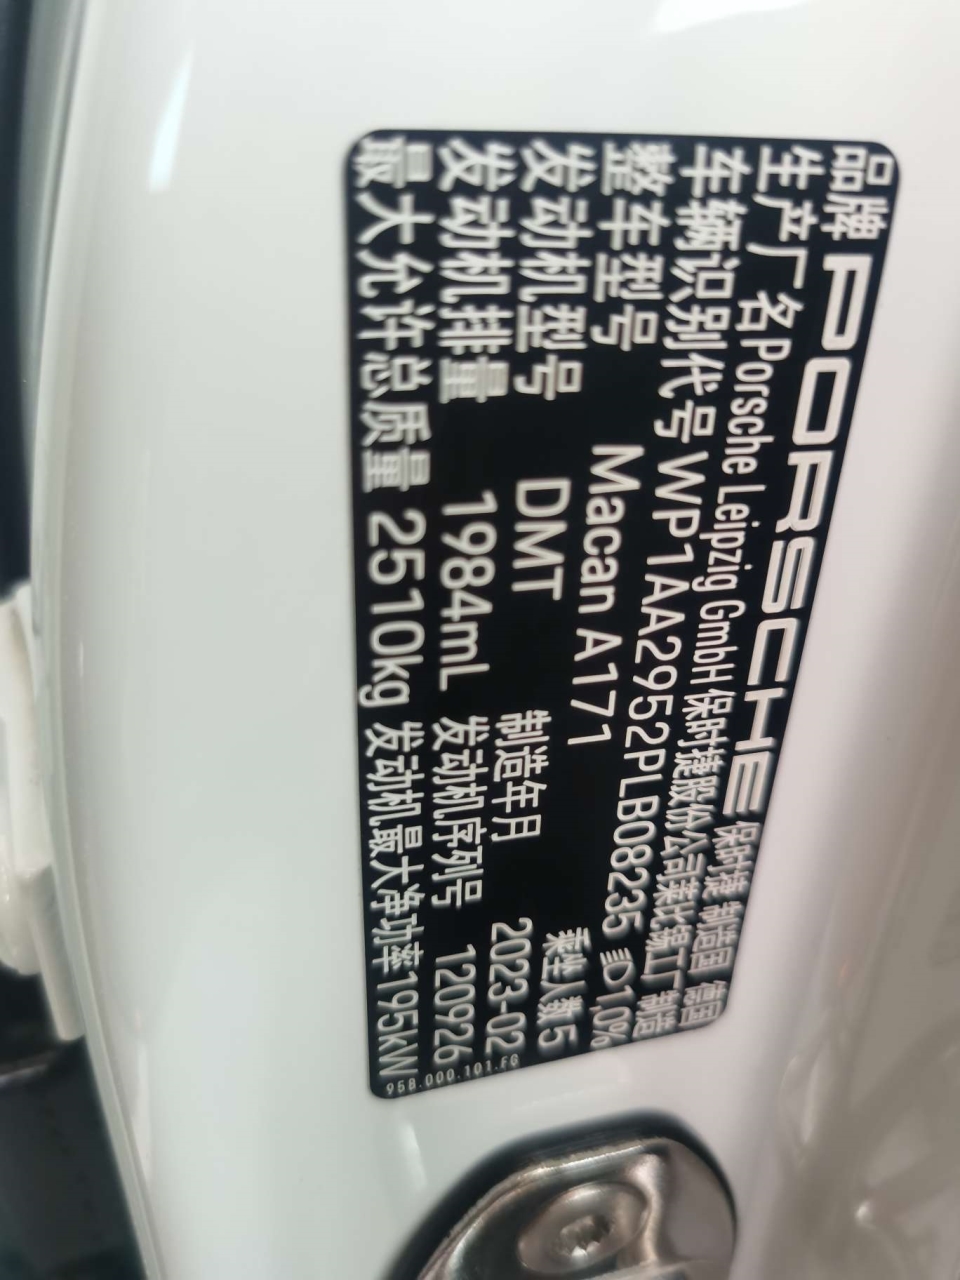 品牌 PORSCHE 保时捷 制造国 德国
生产厂名 Porsche Leipzig GmbH 保时捷股份公司莱比锡工厂 制造
车辆识别代号 WP1AA2952PLB08235 1,0%
整车型号 Macan A171 乘坐人数 5
发动机型号 DMT 制造年月 2023-02
发动机排量 1984mL 发动机序列号 120926
最大允许总质量 2510kg 发动机最大净功率 195kW
95B.000.101.FG